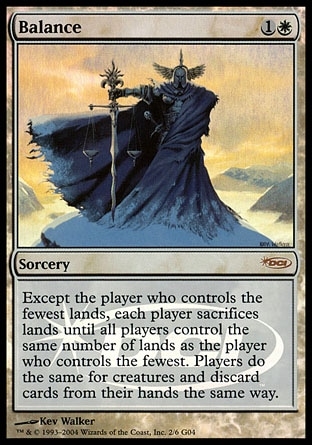 Balance 1
DCI
Sorcery
Except the player who controls the
fewest lands, each player sacrifices
lands until all players control the
same number of lands as the player
who controls the fewest. Players do
the same for creatures and discard
cards from their hands the same way.
Kev Walker
™ & © 1993-2004 Wizards of the Coast, Inc. 2/6 G04